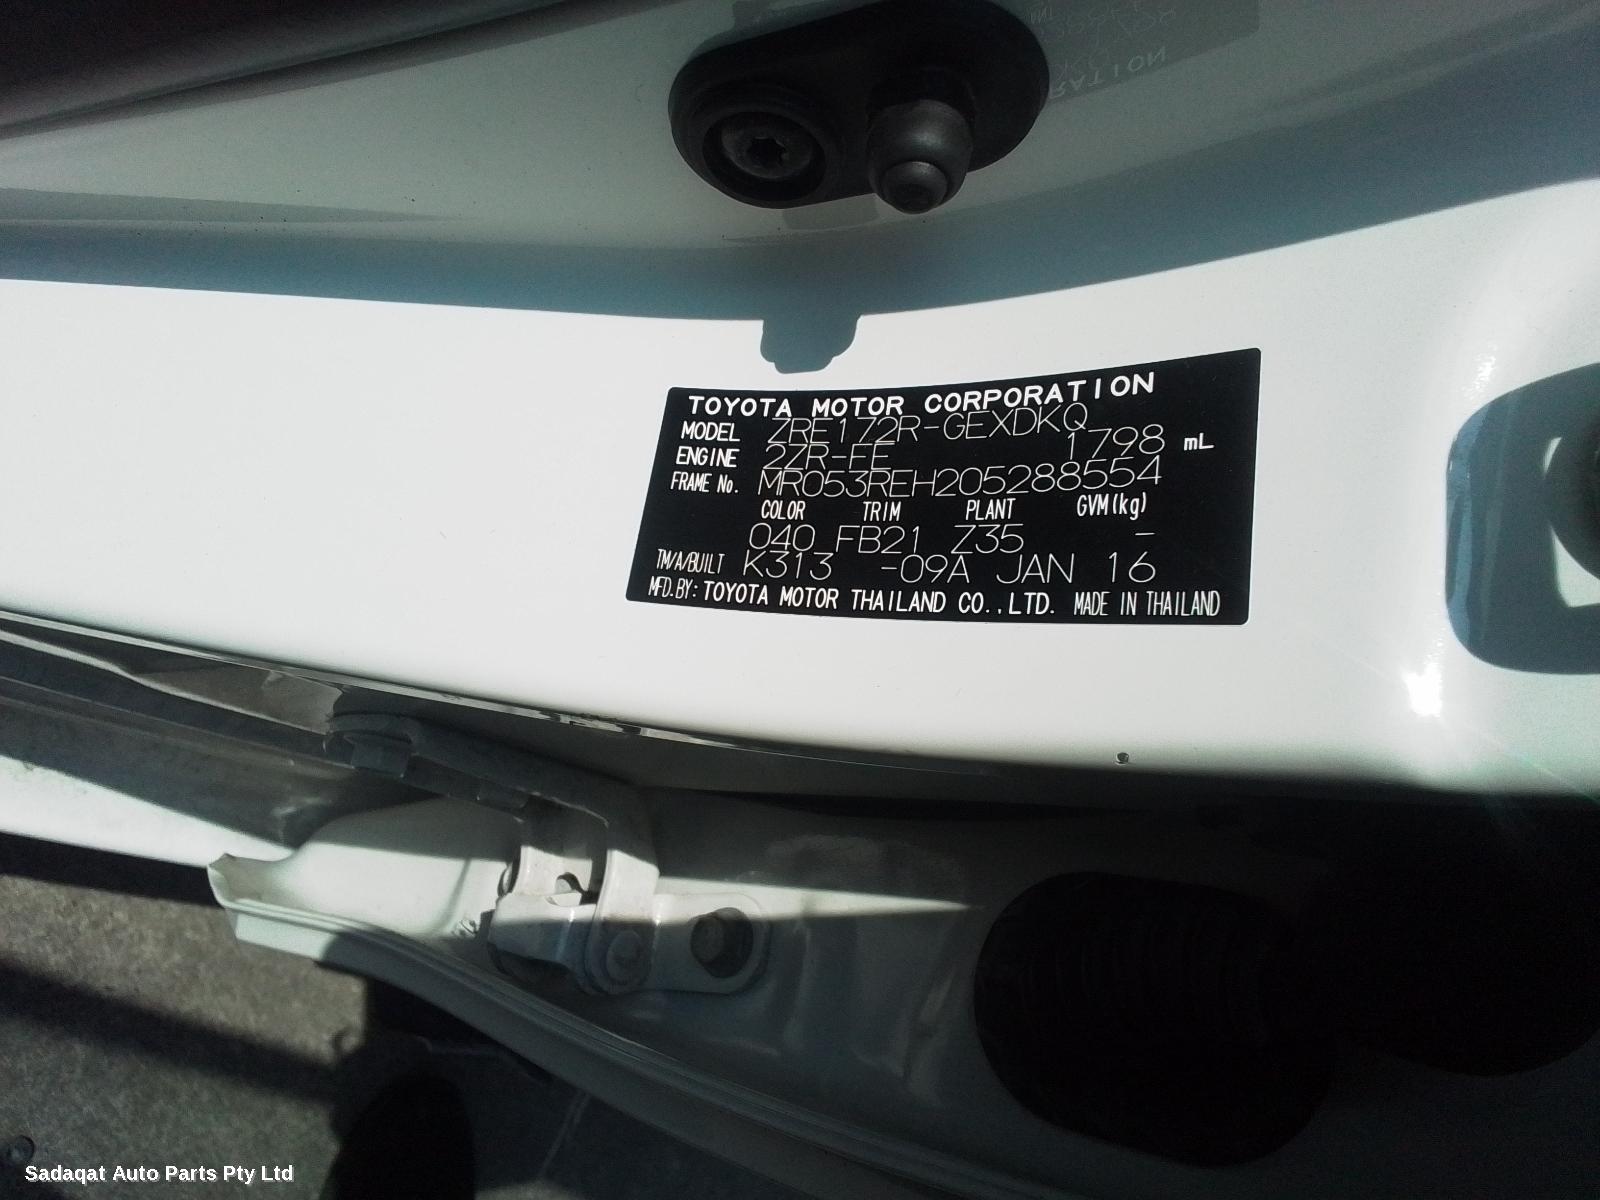 TOYOTA MOTOR CORPORATION
MODEL ZRE172R-GEXDKQ
ENGINE 2ZR-FE 1798 mL
FRAME No. MR053REH205288554
COLOR TRIM PLANT GVM(kg)
040 FB21 Z35 -
TM/A/BUILT K313 -09A JAN 16
MFD.BY: TOYOTA MOTOR THAILAND CO.,LTD. MADE IN THAILAND
Sadaqat Auto Parts Pty Ltd